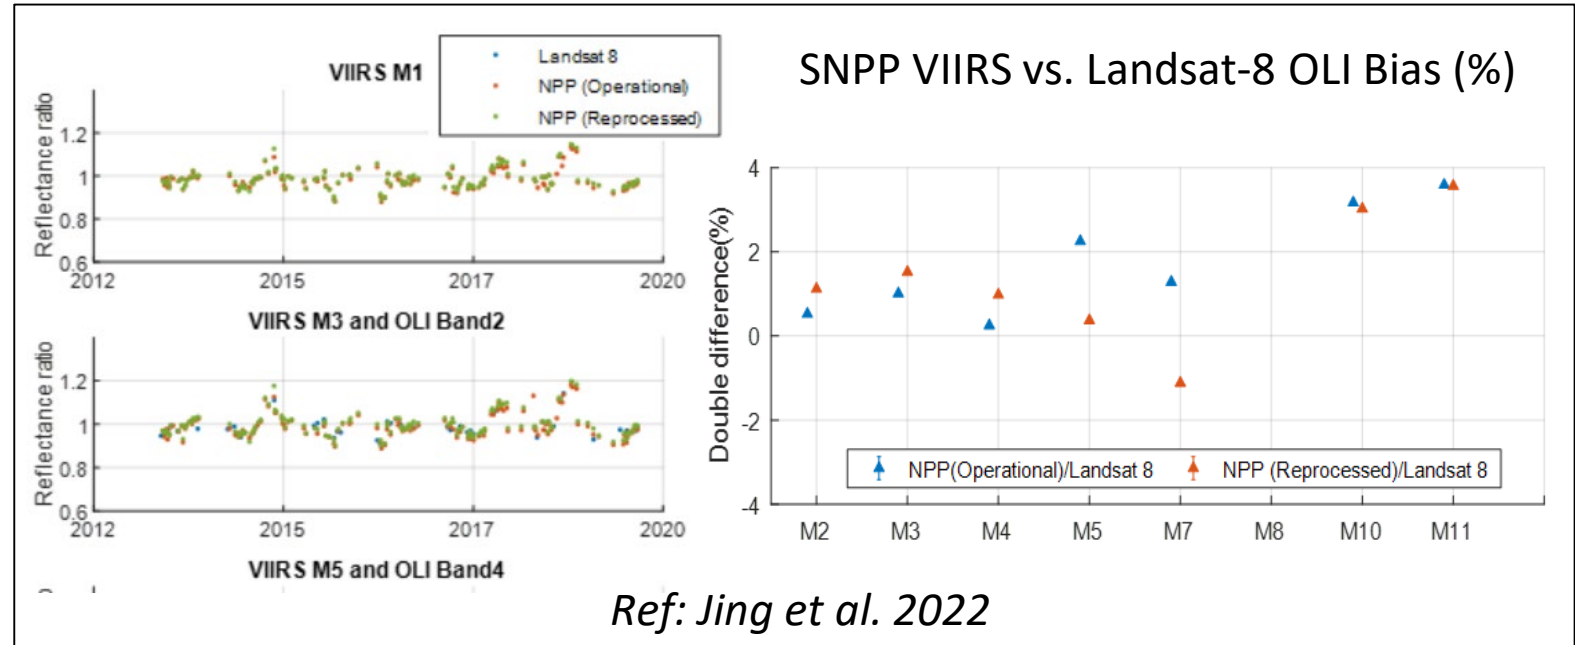 VIIRS M1
Landsat 8
NPP (Operational)
NPP (Reprocessed)
Reflectance ratio
1.2
1
0.8
0.6
2012
2015
2017
2020
VIIRS M3 and OLI Band2
Reflectance ratio
1.2
1
0.8
0.6
2012
2015
2017
2020
VIIRS M5 and OLI Band4
SNPP VIIRS vs. Landsat-8 OLI Bias (%)
Double difference(%)
4
2
0
-2
-4
NPP(Operational)/Landsat 8
NPP (Reprocessed)/Landsat 8
M2
M3
M4
M5
M7
M8
M10
M11
Ref: Jing et al. 2022